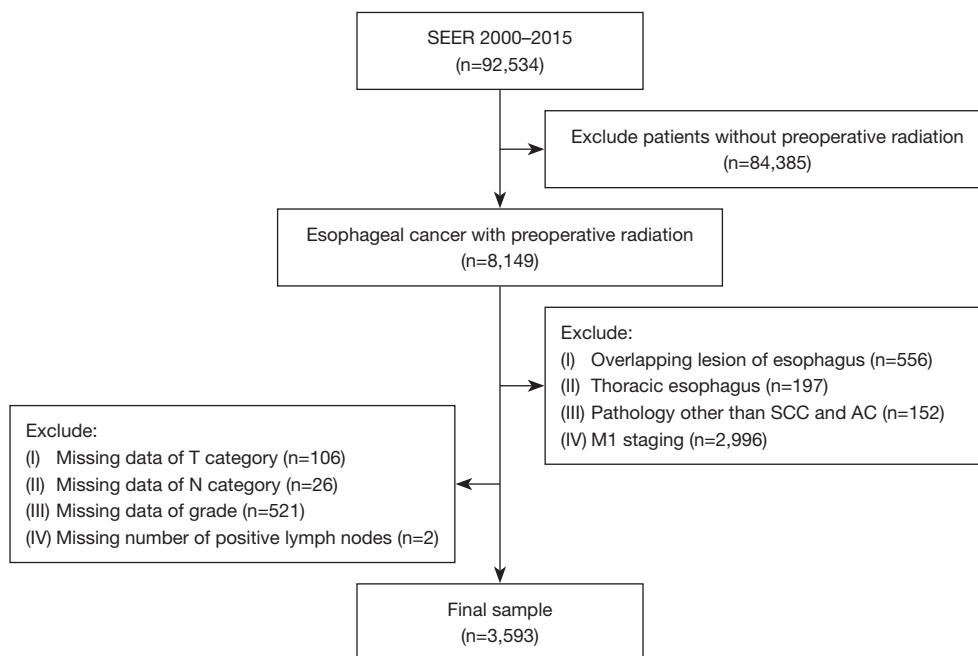 SEER 2000–2015
(n=92,534)
Exclude patients without preoperative radiation
(n=84,385)
Esophageal cancer with preoperative radiation
(n=8,149)
Exclude:
(I) Overlapping lesion of esophagus (n=556)
(II) Thoracic esophagus (n=197)
(III) Pathology other than SCC and AC (n=152)
(IV) M1 staging (n=2,996)
Exclude:
(I) Missing data of T category (n=106)
(II) Missing data of N category (n=26)
(III) Missing data of grade (n=521)
(IV) Missing number of positive lymph nodes (n=2)
Final sample
(n=3,593)